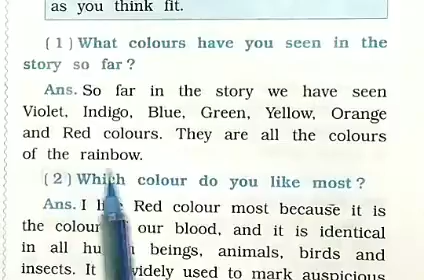 as you think fit.
(1) What colours have you seen in the
story so far?
Ans. So far in the story we have seen
Violet, Indigo, Blue, Green, Yellow, Orange
and Red colours. They are all the colours
of the rainbow.
(2) Which colour do you like most?
Ans. I Red colour most because it is
the colour our blood, and it is identical
in all beings, animals, birds and
insects. It widely used to mark auspicious